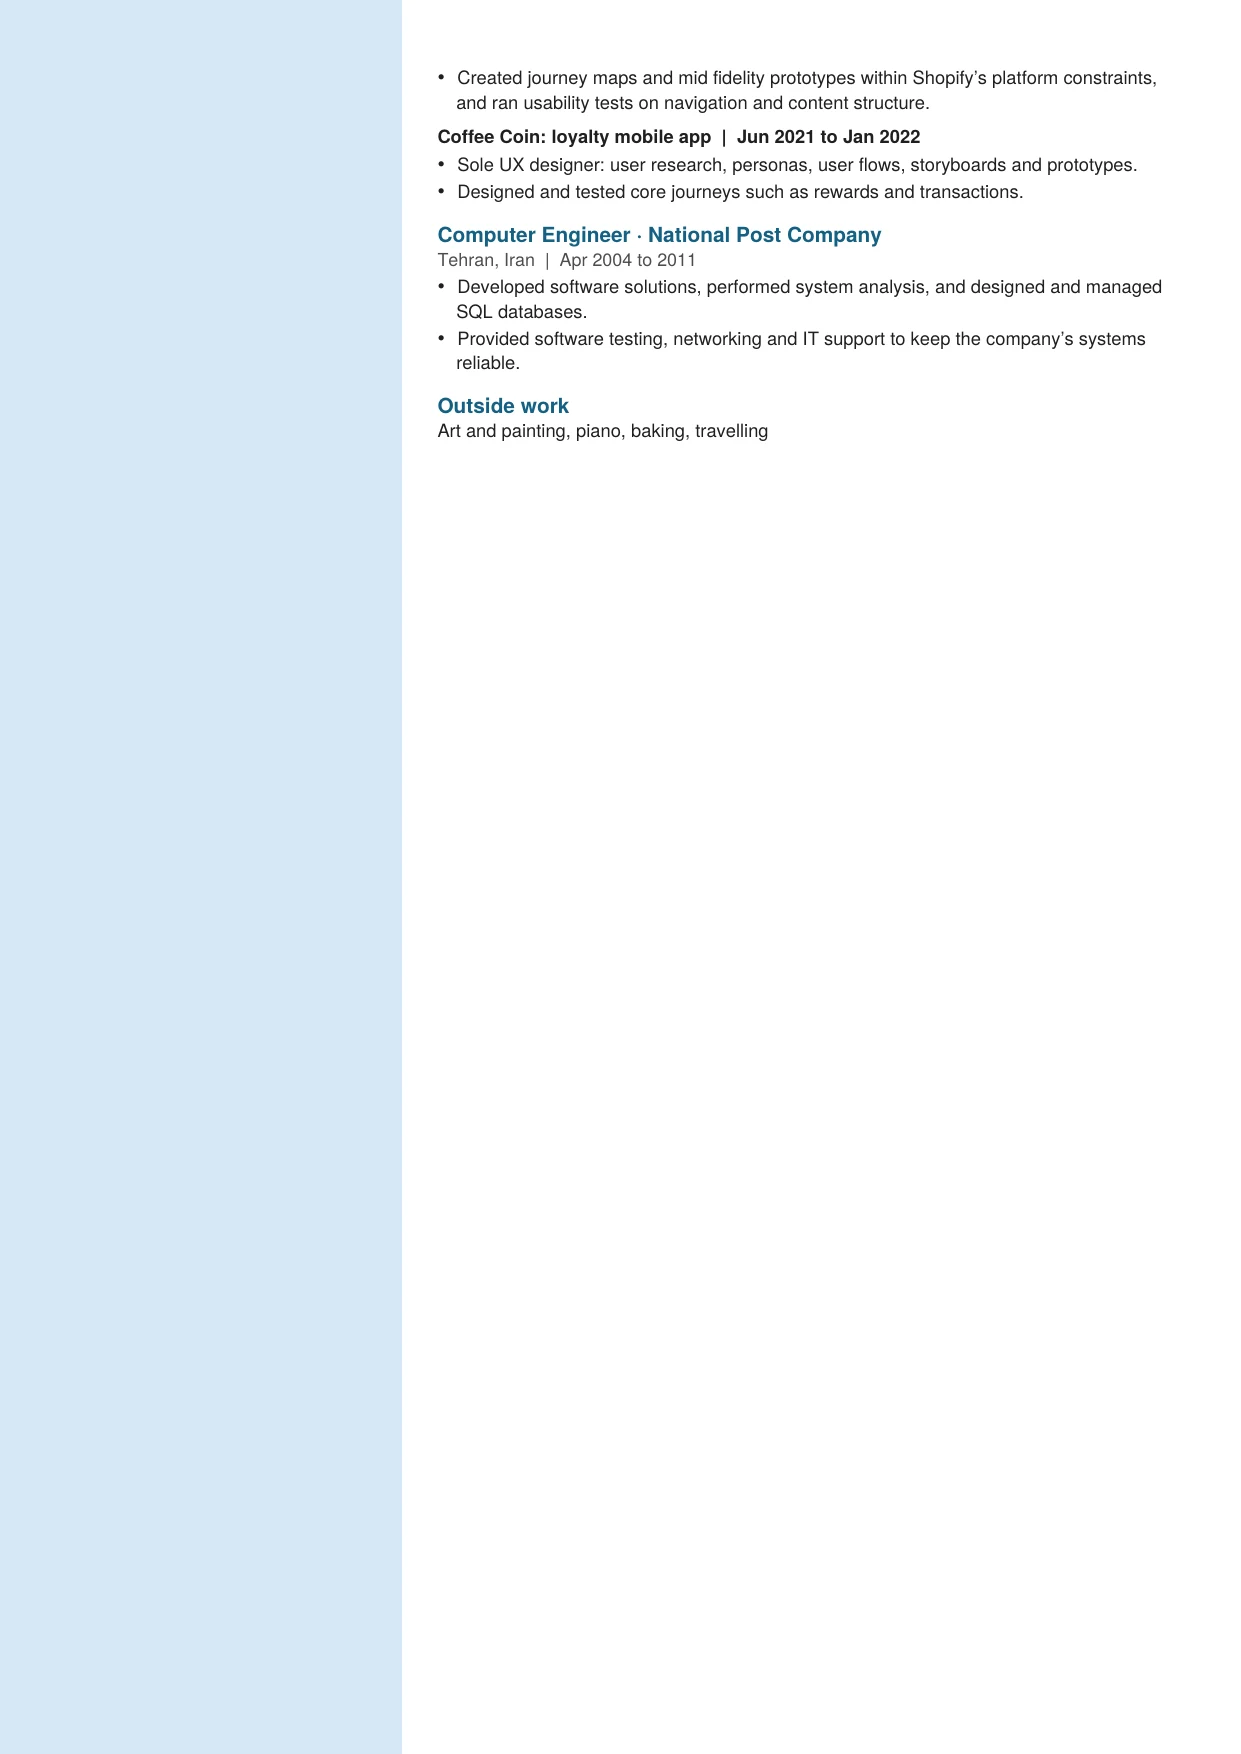 • Created journey maps and mid fidelity prototypes within Shopify’s platform constraints,
and ran usability tests on navigation and content structure.
Coffee Coin: loyalty mobile app | Jun 2021 to Jan 2022
• Sole UX designer: user research, personas, user flows, storyboards and prototypes.
• Designed and tested core journeys such as rewards and transactions.
Computer Engineer · National Post Company
Tehran, Iran | Apr 2004 to 2011
• Developed software solutions, performed system analysis, and designed and managed
SQL databases.
• Provided software testing, networking and IT support to keep the company’s systems
reliable.
Outside work
Art and painting, piano, baking, travelling